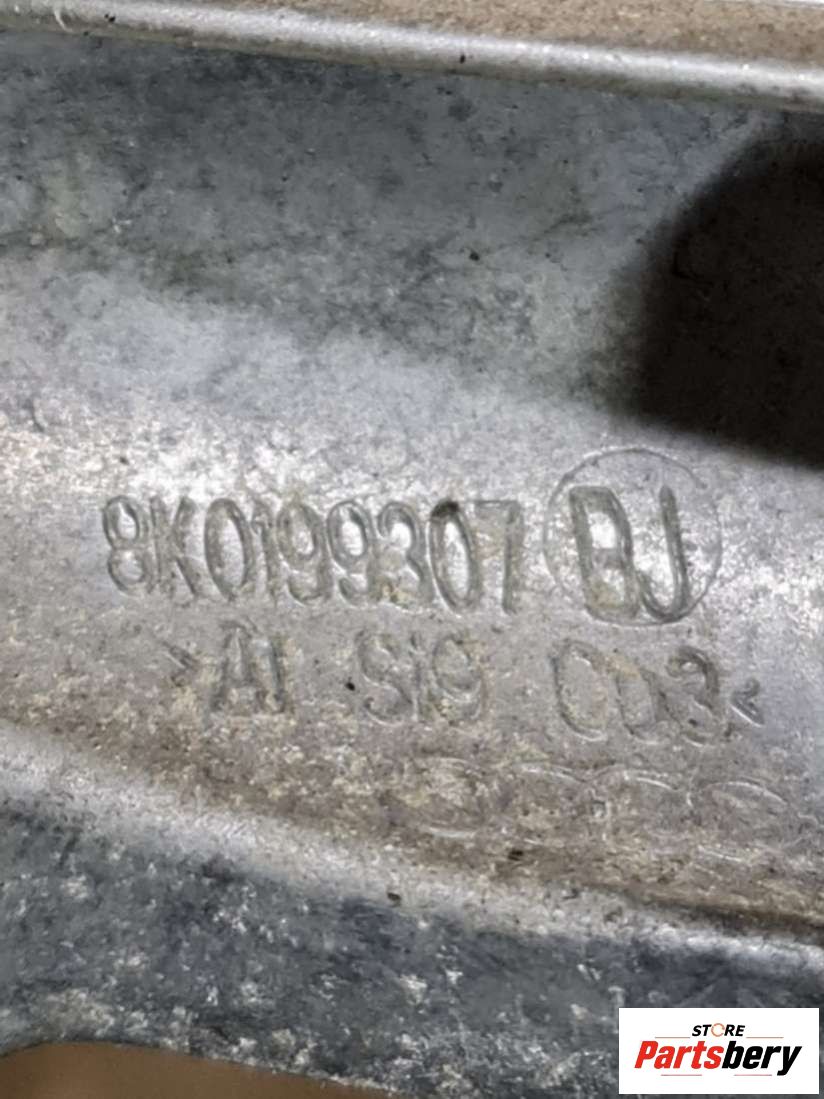 8K0199307 BJ
>Al Si9 Cu3<
STORE
Partsbery